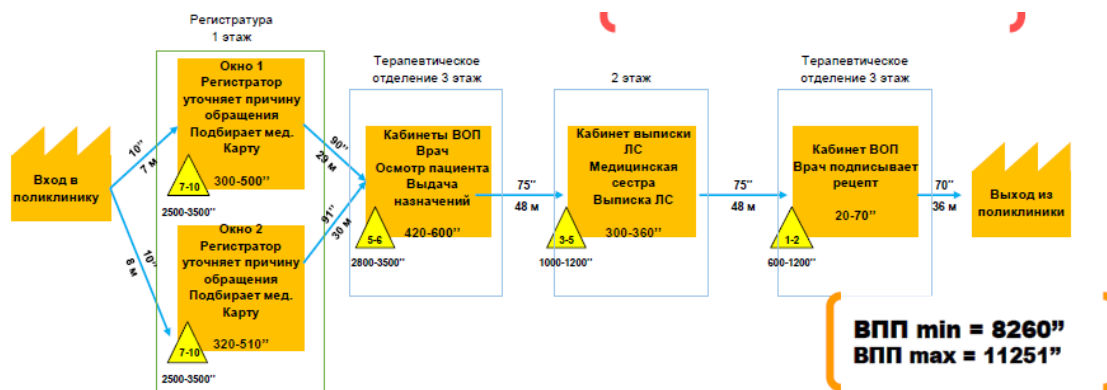 Регистратура
1 этаж
Окно 1
Регистратор
уточняет причину
обращения
Подбирает мед.
Карту
300-500’’
7-10
2500-3500’’
Окно 2
Регистратор
уточняет причину
обращения
Подбирает мед.
Карту
320-510’’
7-10
2500-3500’’
Вход в
поликлинику
10’’
7 м
10’’
8 м
90’’
29 м
91’’
30 м
Терапевтическое
отделение 3 этаж
Кабинеты ВОП
Врач
Осмотр пациента
Выдача
назначений
420-600’’
5-6
2800-3500’’
75’’
48 м
2 этаж
Кабинет выписки
ЛС
Медицинская
сестра
Выписка ЛС
300-360’’
3-5
1000-1200’’
75’’
48 м
Терапевтическое
отделение 3 этаж
Кабинет ВОП
Врач подписывает
рецепт
20-70’’
1-2
600-1200’’
70’’
36 м
Выход из
поликлиники
ВПП min = 8260’’
ВПП max = 11251’’